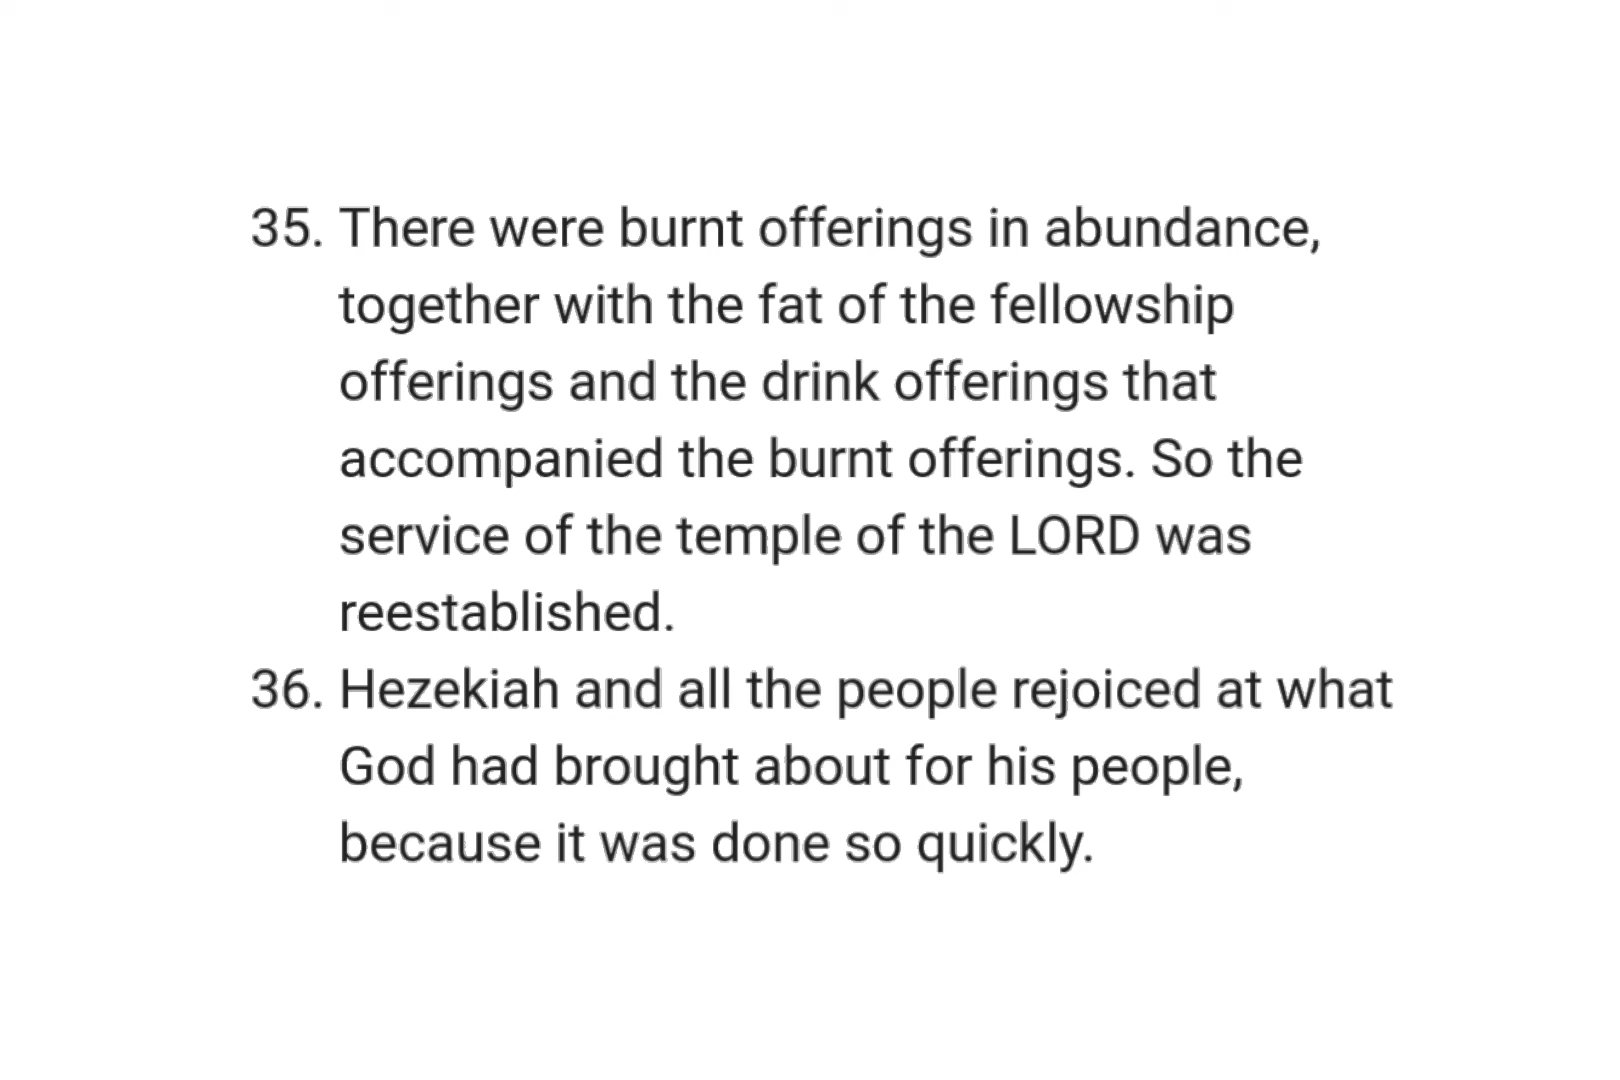 35. There were burnt offerings in abundance,
together with the fat of the fellowship
offerings and the drink offerings that
accompanied the burnt offerings. So the
service of the temple of the LORD was
reestablished.
36. Hezekiah and all the people rejoiced at what
God had brought about for his people,
because it was done so quickly.